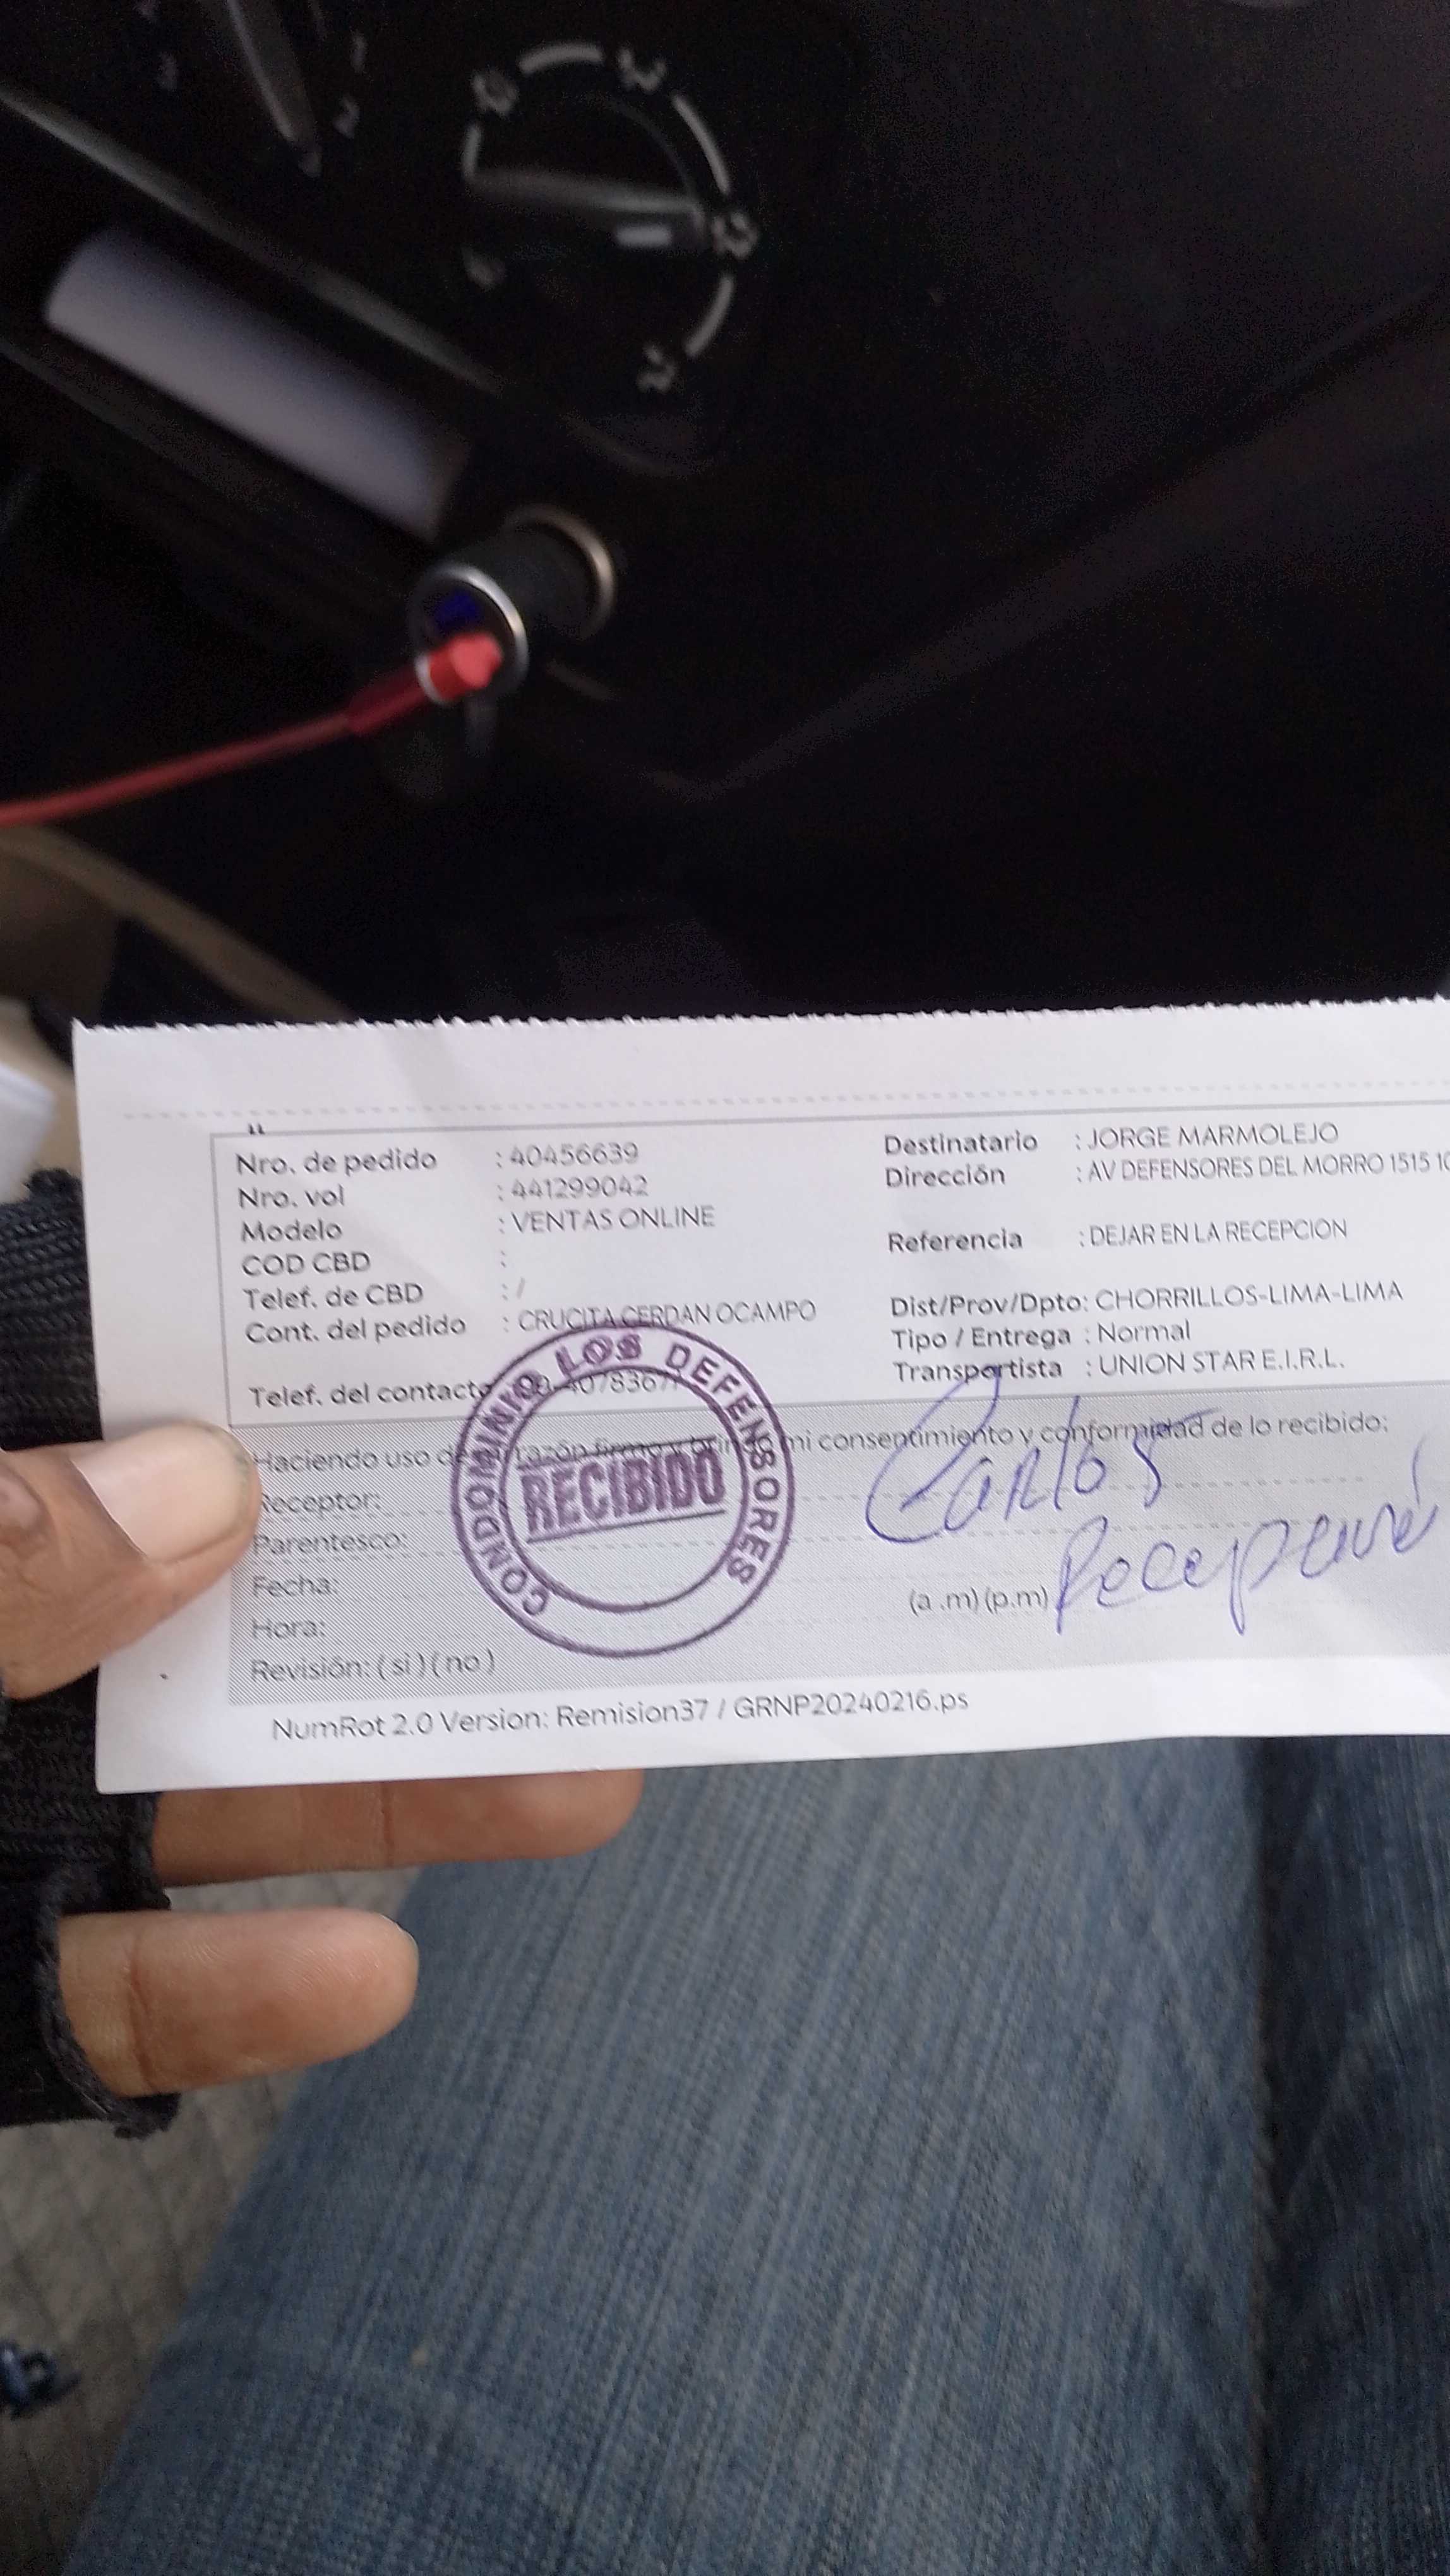 Nro. de pedido : 40456639
Nro. vol : 441299042
Modelo : VENTAS ONLINE
COD CBD :
Telef. de CBD : /
Cont. del pedido : CRUCITA CERDAN OCAMPO
Telef. del contacto
Destinatario : JORGE MARMOLEJO
Dirección : AV DEFENSORES DEL MORRO 1515 10
Referencia : DEJAR EN LA RECEPCION
Dist/Prov/Dpto: CHORRILLOS-LIMA-LIMA
Tipo / Entrega : Normal
Transportista : UNION STAR E.I.R.L.
Haciendo uso de razón firmo y brindo mi consentimiento y conformidad de lo recibido:
Receptor:
Parentesco:
Fecha:
Hora: (a .m) (p.m)
Revisión: ( si ) ( no )
CONDOMINIO LOS DEFENSORES
RECIBIDO
Carlos
NumRot 2.0 Version: Remision37 / GRNP20240216.ps